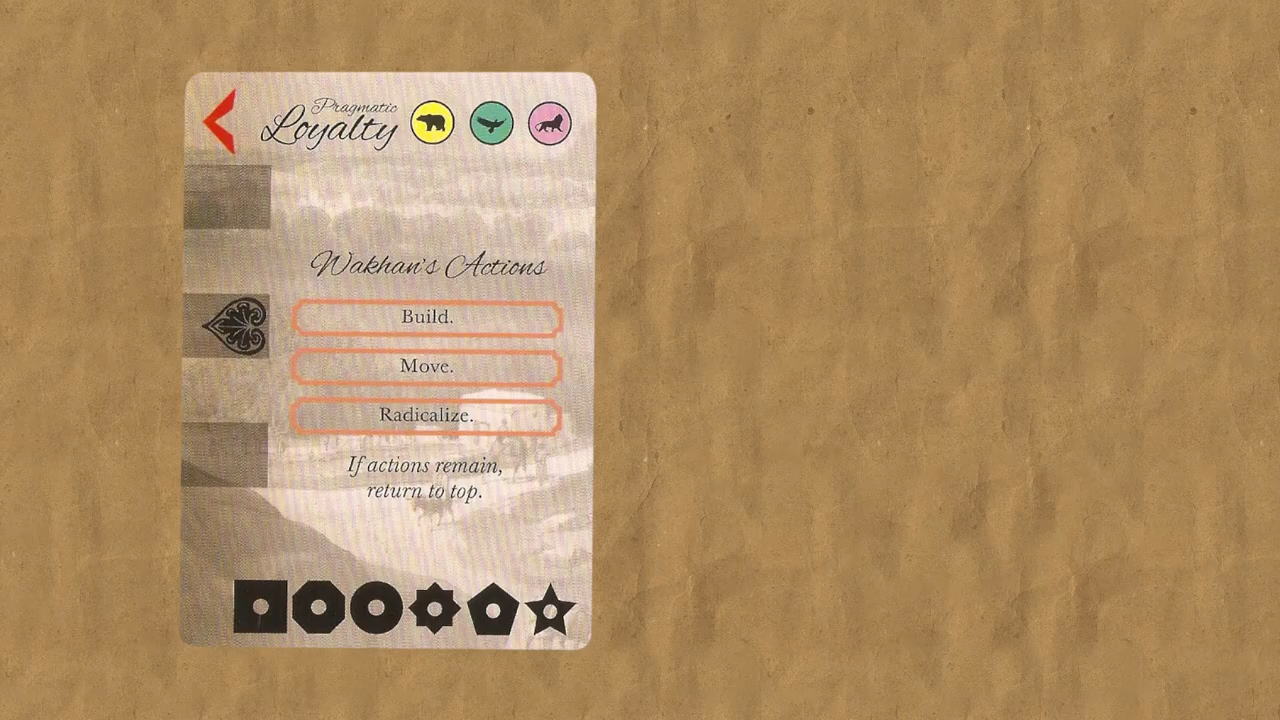 Pragmatic
Loyalty
Wakhan's Actions
Build.
Move.
Radicalize.
If actions remain,
return to top.